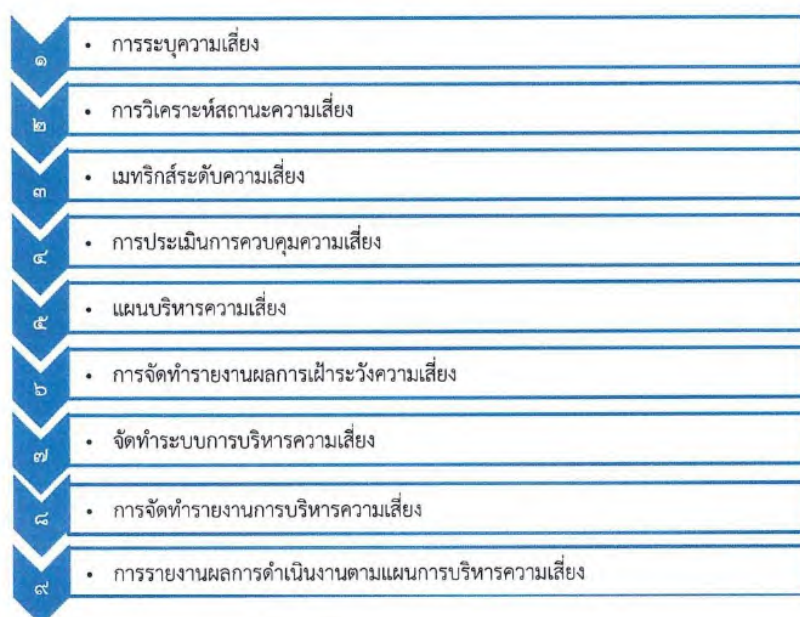 ๑ • การระบุความเสี่ยง
๒ • การวิเคราะห์สถานะความเสี่ยง
๓ • เมทริกส์ระดับความเสี่ยง
๔ • การประเมินการควบคุมความเสี่ยง
๕ • แผนบริหารความเสี่ยง
๖ • การจัดทำรายงานผลการเฝ้าระวังความเสี่ยง
๗ • จัดทำระบบการบริหารความเสี่ยง
๘ • การจัดทำรายงานการบริหารความเสี่ยง
๙ • การรายงานผลการดำเนินงานตามแผนการบริหารความเสี่ยง